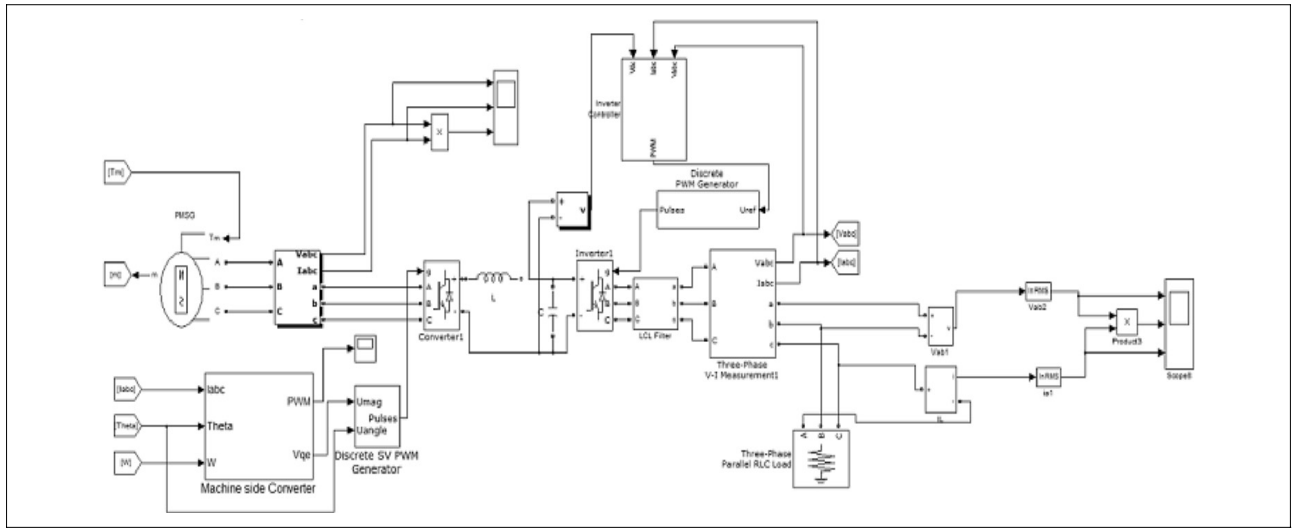 [Tm]
PMSG
Tm
[m]
m
A
B
C
A
B
C
Vabc
Iabc
a
b
c
X
Vdc
Iabc
Vabc
Inverter
Controller
PWM
Discrete
PWM Generator
Pulses
Uref
+
-
v
g
A
B
C
+
-
Converter1
L
C
Inverter1
+
-
g
A
B
C
A
B
C
a
b
c
LCL Filter
A
B
C
Vabc
Iabc
a
b
c
Three-Phase
V-I Measurement1
[Vabc]
[Iabc]
+
-
Vab1
InRMS
Vab2
X
Product3
Scope8
InRMS
ia1
IL
A
B
C
Three-Phase
Parallel RLC Load
[Iabc]
[Theta]
[W]
Iabc
Theta
W
PWM
Vqe
Machine side Converter
Umag
Uangle
Pulses
Discrete SV PWM
Generator
N
S